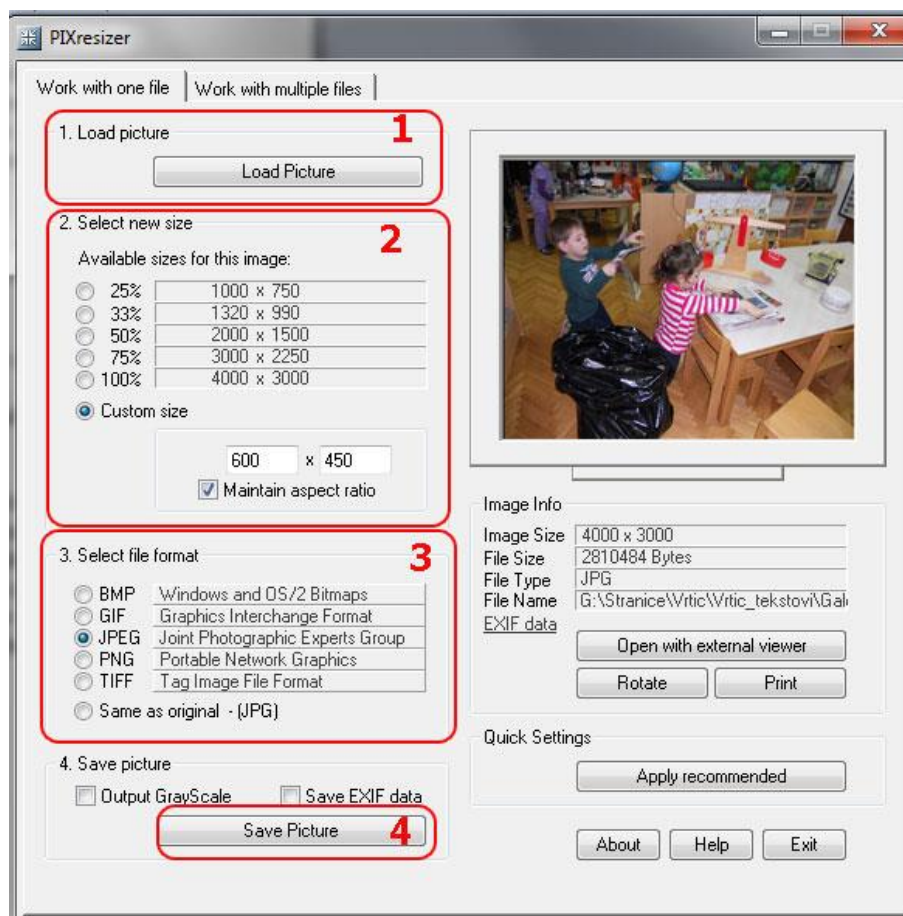 PIXresizer
Work with one file
Work with multiple files
1. Load picture
1
Load Picture
2. Select new size
2
Available sizes for this image:
25% 1000 x 750
33% 1320 x 990
50% 2000 x 1500
75% 3000 x 2250
100% 4000 x 3000
Custom size
600 x 450
Maintain aspect ratio
3. Select file format
3
BMP Windows and OS/2 Bitmaps
GIF Graphics Interchange Format
JPEG Joint Photographic Experts Group
PNG Portable Network Graphics
TIFF Tag Image File Format
Same as original - (JPG)
4. Save picture
Output GrayScale
Save EXIF data
Save Picture
4
Image Info
Image Size 4000 x 3000
File Size 2810484 Bytes
File Type JPG
File Name G:\Stranice\Vrtic\Vrtic_tekstovi\Gal
EXIF data
Open with external viewer
Rotate
Print
Quick Settings
Apply recommended
About
Help
Exit